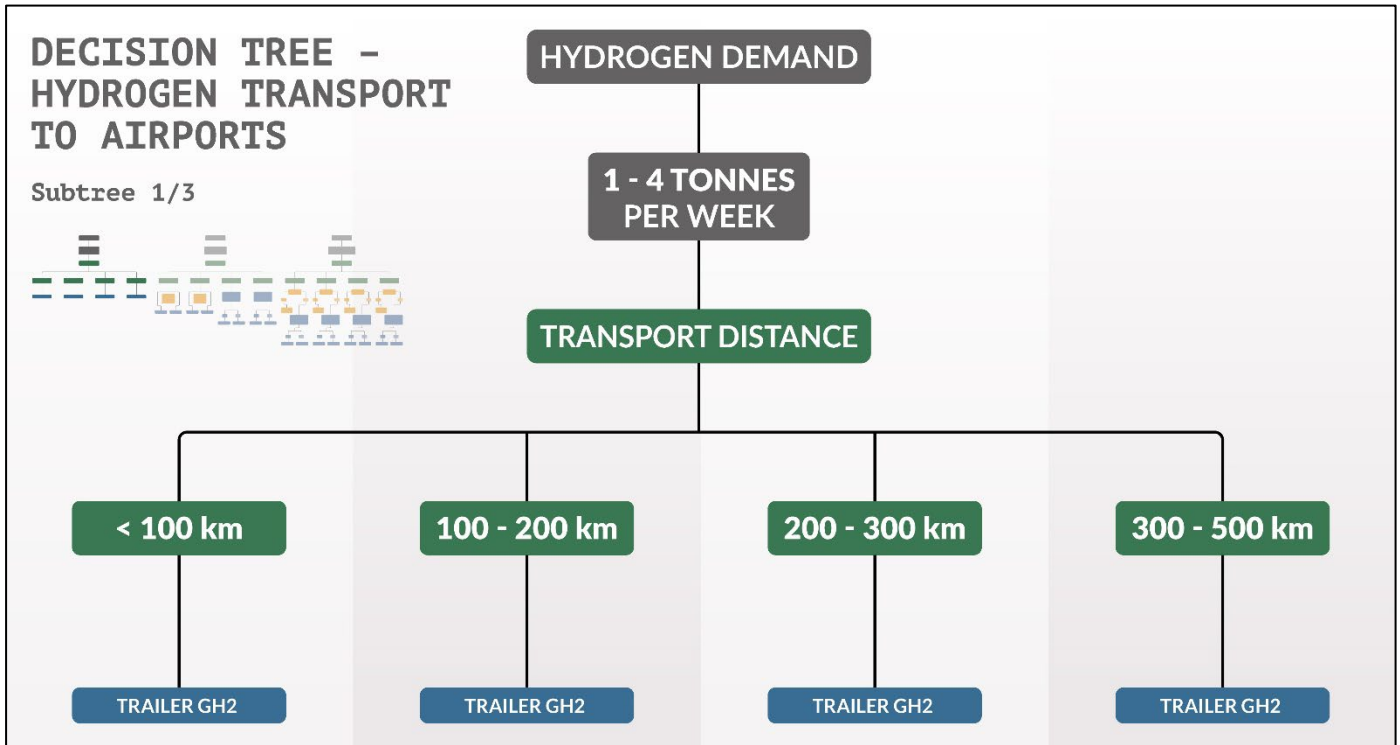 DECISION TREE –
HYDROGEN TRANSPORT
TO AIRPORTS
Subtree 1/3
HYDROGEN DEMAND
1 - 4 TONNES
PER WEEK
TRANSPORT DISTANCE
< 100 km
100 - 200 km
200 - 300 km
300 - 500 km
TRAILER GH2
TRAILER GH2
TRAILER GH2
TRAILER GH2